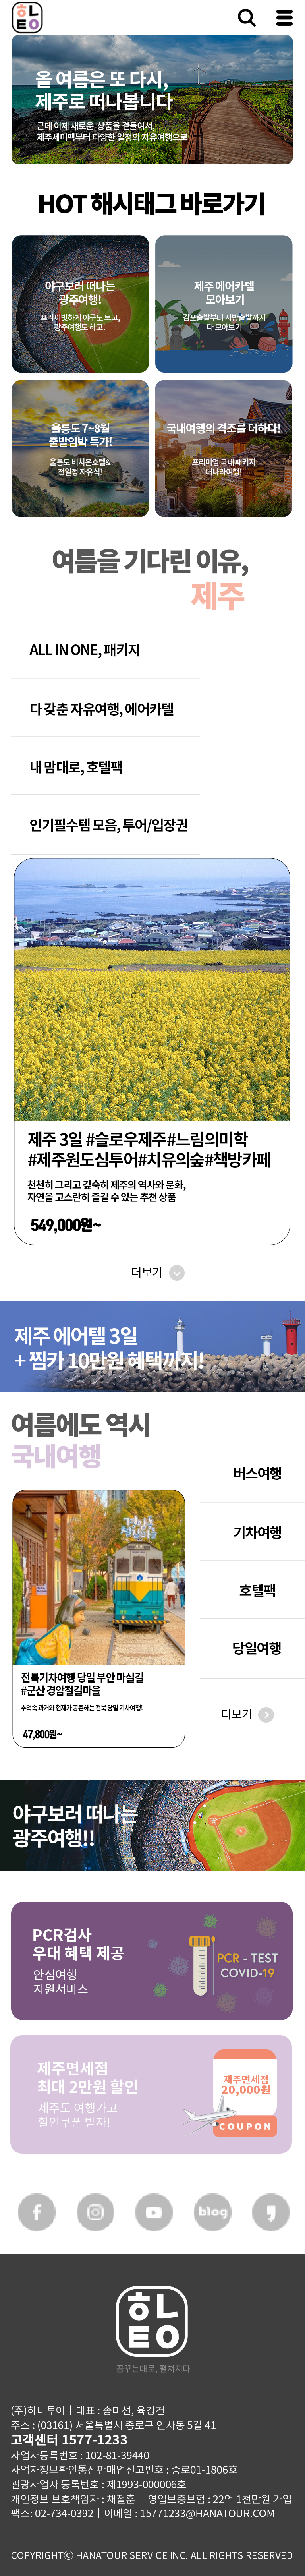 하나
투어
올 여름은 또 다시,
제주로 떠나봅니다
근데 이제 새로운 상품을 곁들여서,
제주세미팩부터 다양한 일정의 자유여행으로
HOT 해시태그 바로가기
야구보러 떠나는
광주여행!
프라이빗하게 야구도 보고,
광주여행도 하고!
제주 에어카텔
모아보기
김포출발부터 지방출발까지
다 모아보기
울릉도 7~8월
출발임박 특가!
울릉도 비치온호텔&
전일정 자유식!
국내여행의 격조를 더하다!
프리미엄 국내 패키지
내나라여행!
여름을 기다린 이유,
제주
ALL IN ONE, 패키지
다 갖춘 자유여행, 에어카텔
내 맘대로, 호텔팩
인기필수템 모음, 투어/입장권
제주 3일 #슬로우제주#느림의미학
#제주원도심투어#치유의숲#책방카페
천천히 그리고 깊숙히 제주의 역사와 문화,
자연을 고스란히 즐길 수 있는 추천 상품
549,000원~
더보기
제주 에어텔 3일
+ 찜카 10만원 혜택까지!
여름에도 역시
국내여행
버스여행
기차여행
호텔팩
당일여행
더보기
전북기차여행 당일 부안 마실길
#군산 경암철길마을
추억속 과거와 현재가 공존하는 전북 당일 기차여행!
47,800원~
야구보러 떠나는
광주여행!!
PCR검사
우대 혜택 제공
안심여행
지원서비스
PCR - TEST
COVID-19
제주면세점
최대 2만원 할인
제주도 여행가고
할인쿠폰 받자!
제주면세점
20,000원
COUPON
blog
꿈꾸는대로, 펼쳐지다
(주)하나투어 | 대표 : 송미선, 육경건
주소 : (03161) 서울특별시 종로구 인사동 5길 41
고객센터 1577-1233
사업자등록번호 : 102-81-39440
사업자정보확인통신판매업신고번호 : 종로01-1806호
관광사업자 등록번호 : 제1993-000006호
개인정보 보호책임자 : 채철훈 | 영업보증보험 : 22억 1천만원 가입
팩스: 02-734-0392 | 이메일 : 15771233@HANATOUR.COM
COPYRIGHTⓒ HANATOUR SERVICE INC. ALL RIGHTS RESERVED